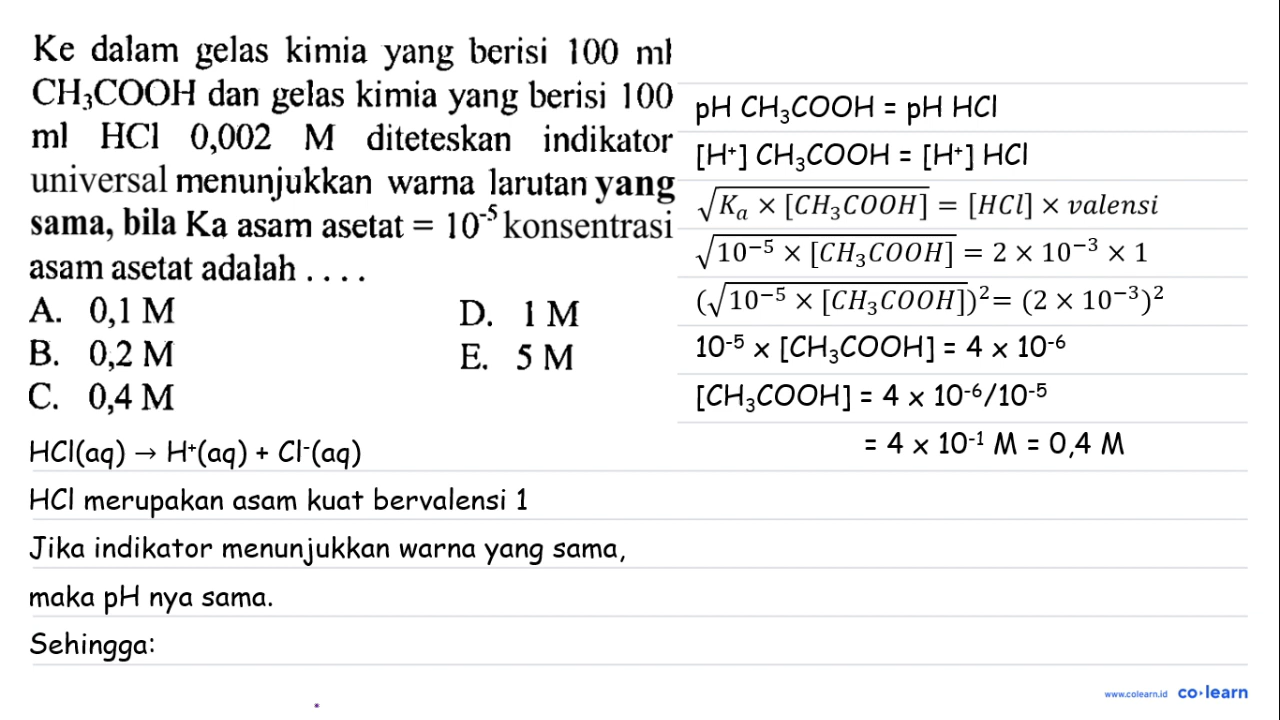 Ke dalam gelas kimia yang berisi 100 ml
CH₃COOH dan gelas kimia yang berisi 100
ml HCl 0,002 M diteteskan indikator
universal menunjukkan warna larutan yang
sama, bila Ka asam asetat = 10⁻⁵ konsentrasi
asam asetat adalah . . . .
A. 0,1 M
B. 0,2 M
C. 0,4 M
D. 1 M
E. 5 M
HCl(aq) → H⁺(aq) + Cl⁻(aq)
HCl merupakan asam kuat bervalensi 1
Jika indikator menunjukkan warna yang sama,
maka pH nya sama.
Sehingga:
pH CH₃COOH = pH HCl
[H⁺] CH₃COOH = [H⁺] HCl
√(Kₐ × [CH₃COOH]) = [HCl] × valensi
√(10⁻⁵ × [CH₃COOH]) = 2 × 10⁻³ × 1
(√(10⁻⁵ × [CH₃COOH]))² = (2 × 10⁻³)²
10⁻⁵ x [CH₃COOH] = 4 x 10⁻⁶
[CH₃COOH] = 4 x 10⁻⁶/10⁻⁵
= 4 x 10⁻¹ M = 0,4 M
www.colearn.id co·learn